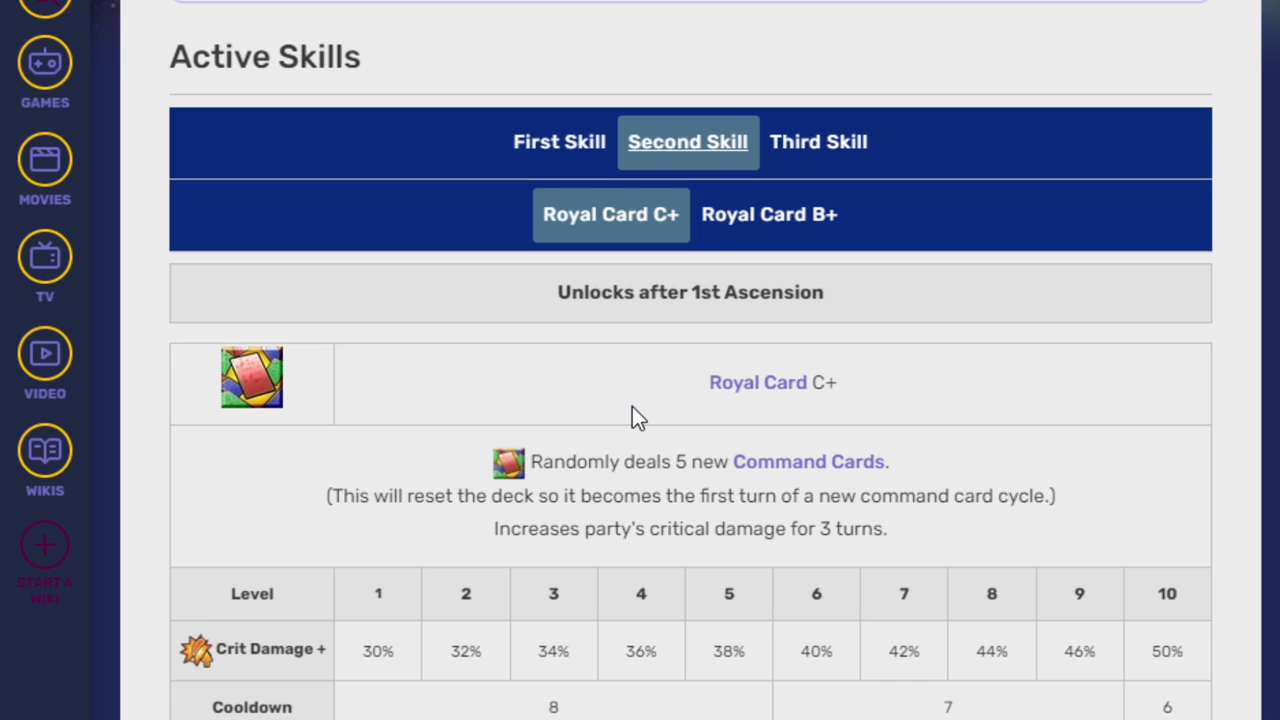 GAMES
MOVIES
TV
VIDEO
WIKIS
START A
WIKI
Active Skills
First Skill Second Skill Third Skill
Royal Card C+ Royal Card B+
Unlocks after 1st Ascension
Royal Card C+
Randomly deals 5 new Command Cards.
(This will reset the deck so it becomes the first turn of a new command card cycle.)
Increases party's critical damage for 3 turns.
Level 1 2 3 4 5 6 7 8 9 10
Crit Damage + 30% 32% 34% 36% 38% 40% 42% 44% 46% 50%
Cooldown 8 7 6